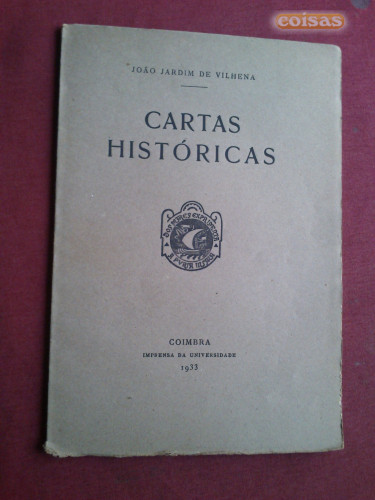 coisas
JOÃO JARDIM DE VILHENA
CARTAS
HISTÓRICAS
COIMBRA
IMPRENSA DA UNIVERSIDADE
1933